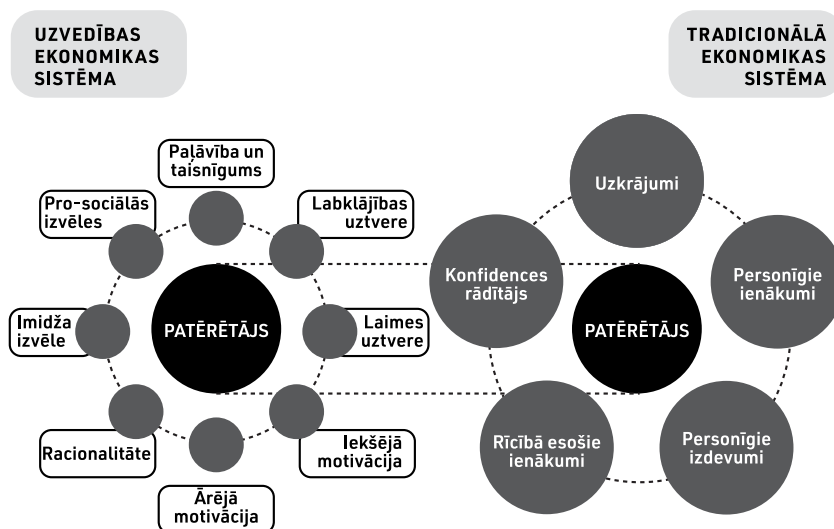 UZVEDĪBAS
EKONOMIKAS
SISTĒMA
TRADICIONĀLĀ
EKONOMIKAS
SISTĒMA
Paļāvība un
taisnīgums
Pro-sociālās
izvēles
Labklājības
uztvere
Imidža
izvēle
PATĒRĒTĀJS
Laimes
uztvere
Racionalitāte
Iekšējā
motivācija
Ārējā
motivācija
Uzkrājumi
Konfidences
rādītājs
Personīgie
ienākumi
PATĒRĒTĀJS
Rīcībā esošie
ienākumi
Personīgie
izdevumi